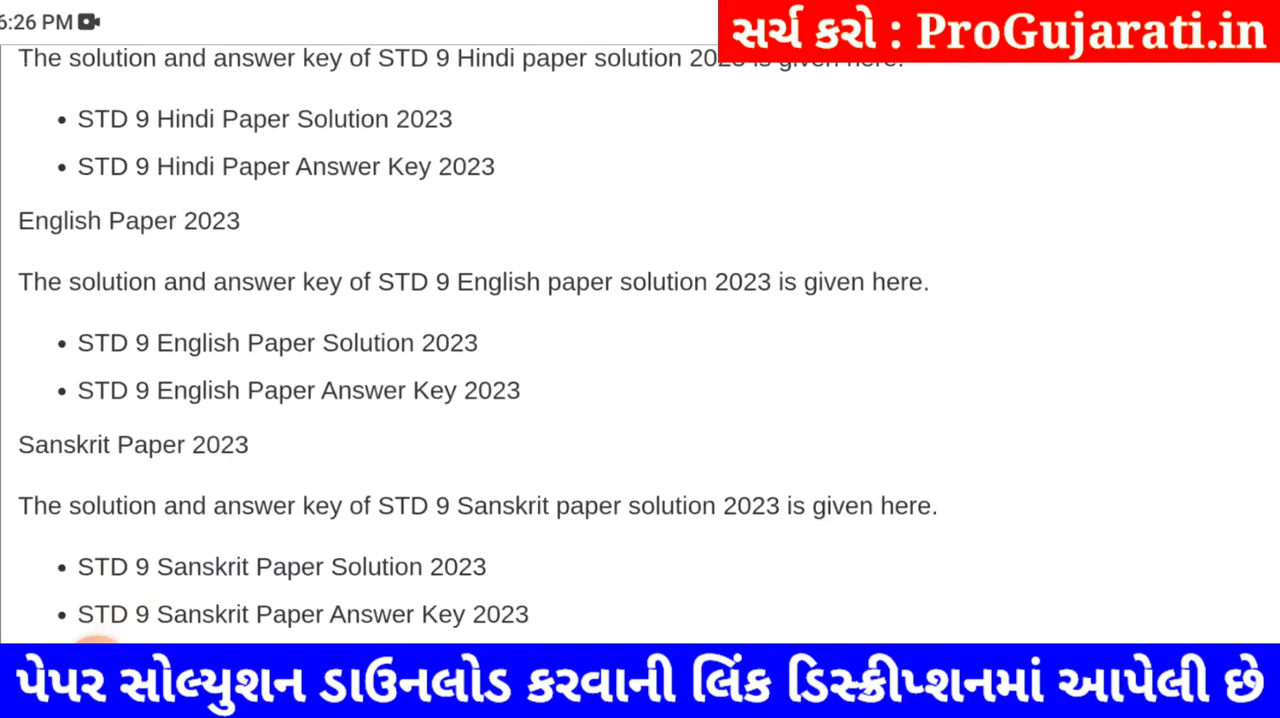 6:26 PM
સર્ચ કરો : ProGujarati.in
The solution and answer key of STD 9 Hindi paper solution 2023 is given here.
• STD 9 Hindi Paper Solution 2023
• STD 9 Hindi Paper Answer Key 2023
English Paper 2023
The solution and answer key of STD 9 English paper solution 2023 is given here.
• STD 9 English Paper Solution 2023
• STD 9 English Paper Answer Key 2023
Sanskrit Paper 2023
The solution and answer key of STD 9 Sanskrit paper solution 2023 is given here.
• STD 9 Sanskrit Paper Solution 2023
• STD 9 Sanskrit Paper Answer Key 2023
પેપર સોલ્યુશન ડાઉનલોડ કરવાની લિંક ડિસ્ક્રીપ્શનમાં આપેલી છે